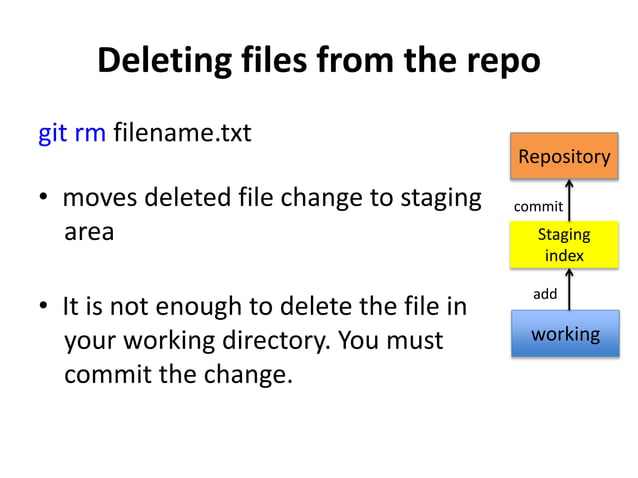 Deleting files from the repo
git rm filename.txt
• moves deleted file change to staging
area
• It is not enough to delete the file in
your working directory. You must
commit the change.
Repository
commit
Staging
index
add
working